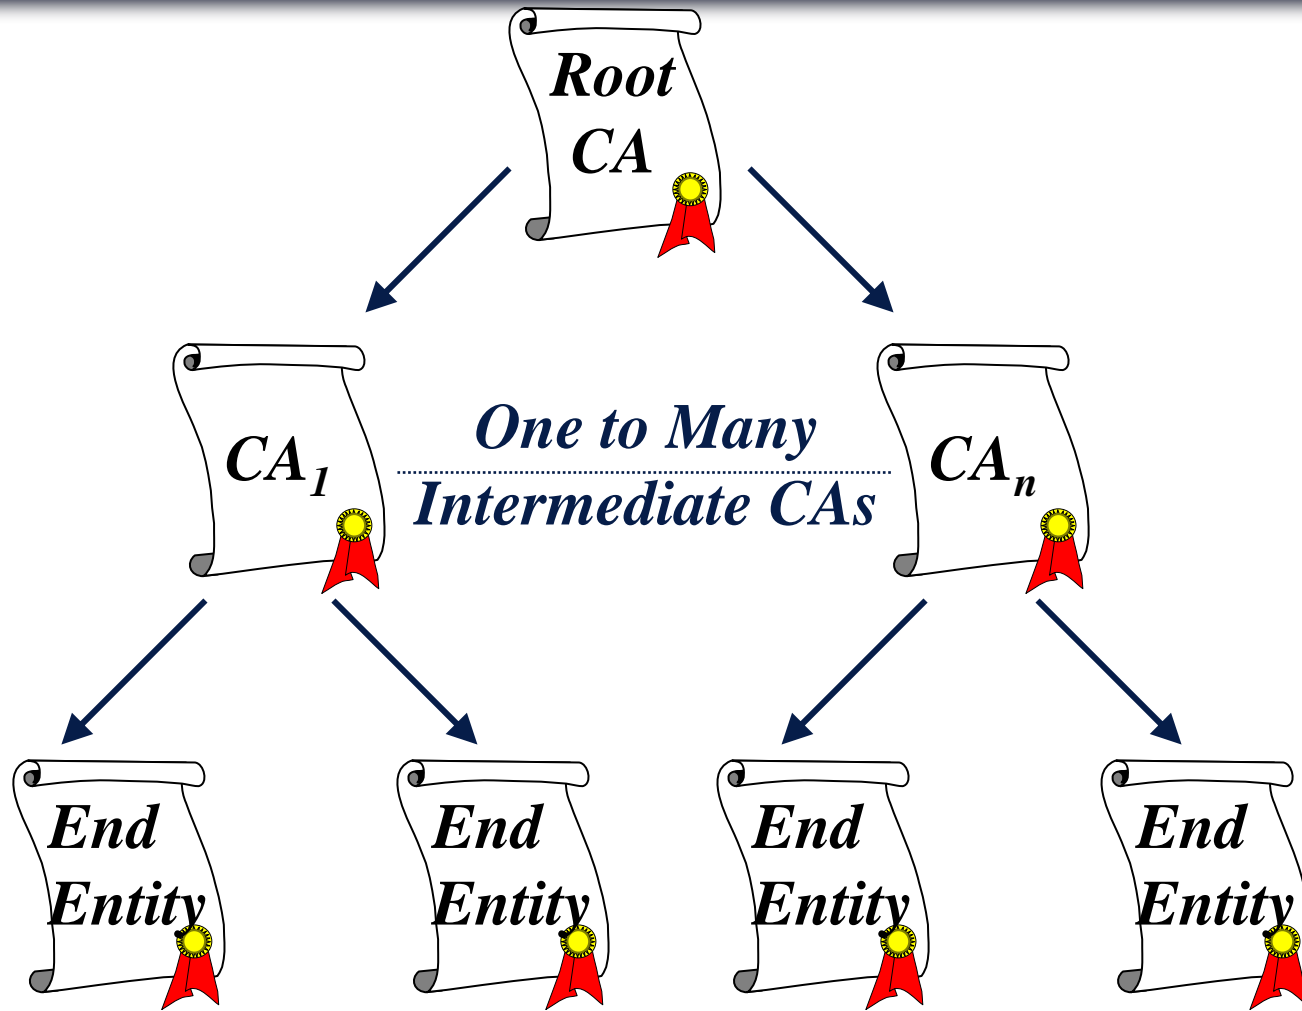 Root
CA
CA1
One to Many
Intermediate CAs
CAn
End
Entity
End
Entity
End
Entity
End
Entity